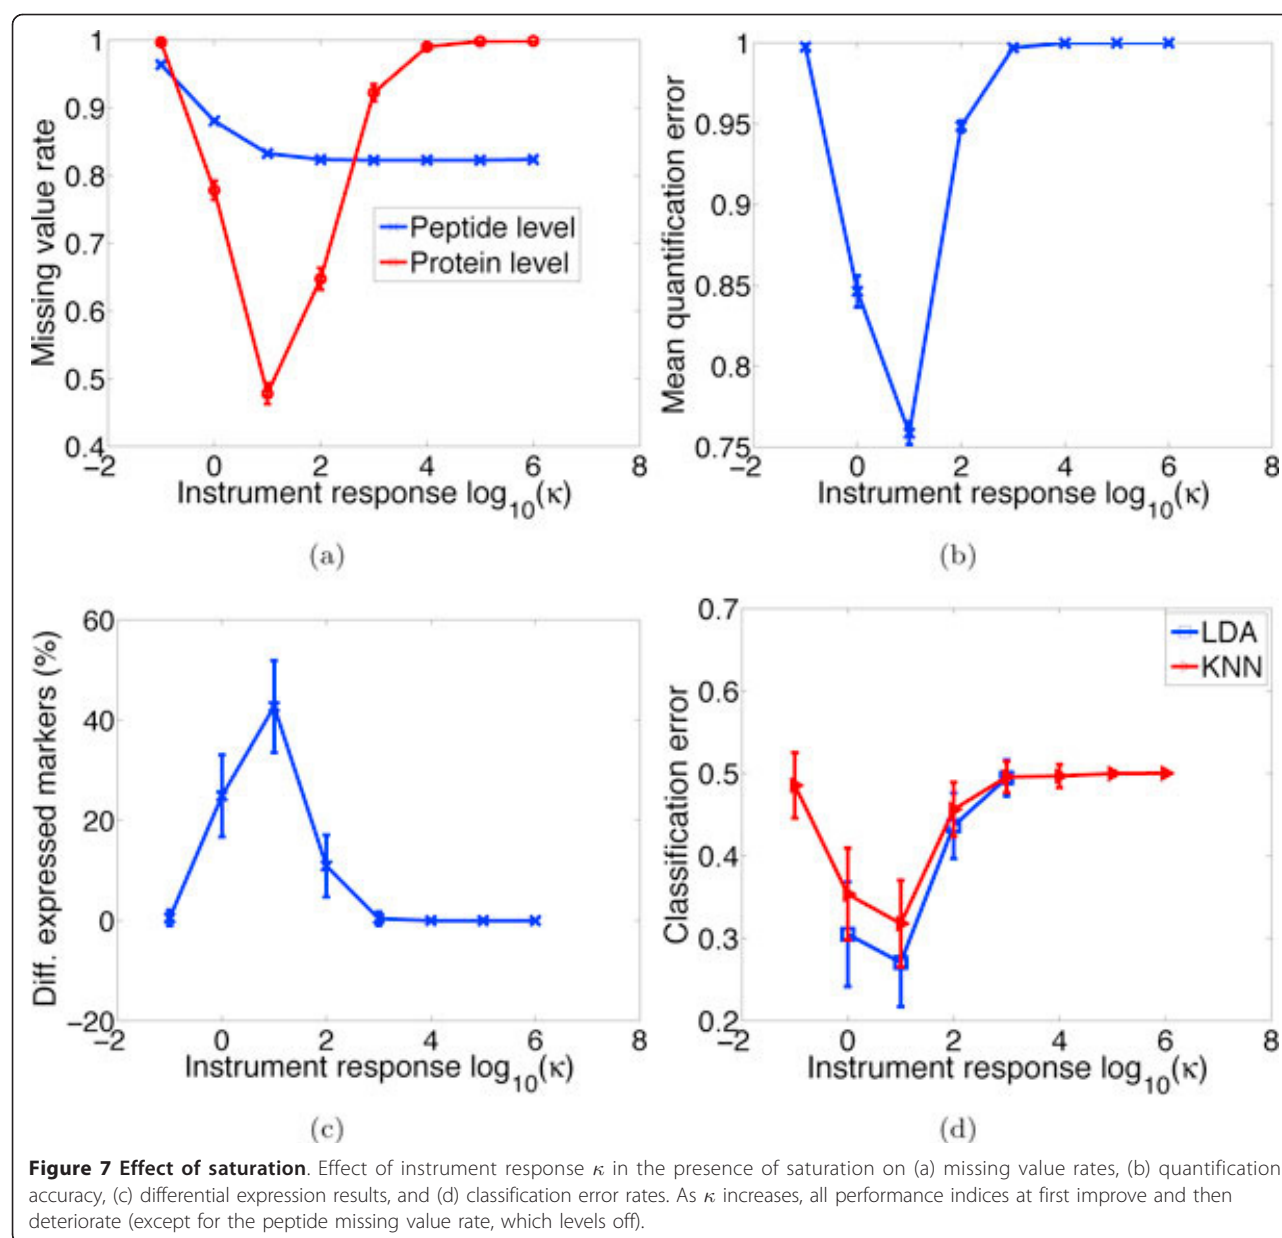 1
0.9
0.8
0.7
0.6
0.5
0.4
Missing value rate
Peptide level
Protein level
−2 0 2 4 6 8
Instrument response log10(κ)
(a)
1
0.95
0.9
0.85
0.8
0.75
Mean quantification error
−2 0 2 4 6 8
Instrument response log10(κ)
(b)
60
40
20
0
−20
Diff. expressed markers (%)
−2 0 2 4 6 8
Instrument response log10(κ)
(c)
0.7
0.6
0.5
0.4
0.3
0.2
Classification error
LDA
KNN
−2 0 2 4 6 8
Instrument response log10(κ)
(d)
Figure 7 Effect of saturation. Effect of instrument response κ in the presence of saturation on (a) missing value rates, (b) quantification
accuracy, (c) differential expression results, and (d) classification error rates. As κ increases, all performance indices at first improve and then
deteriorate (except for the peptide missing value rate, which levels off).